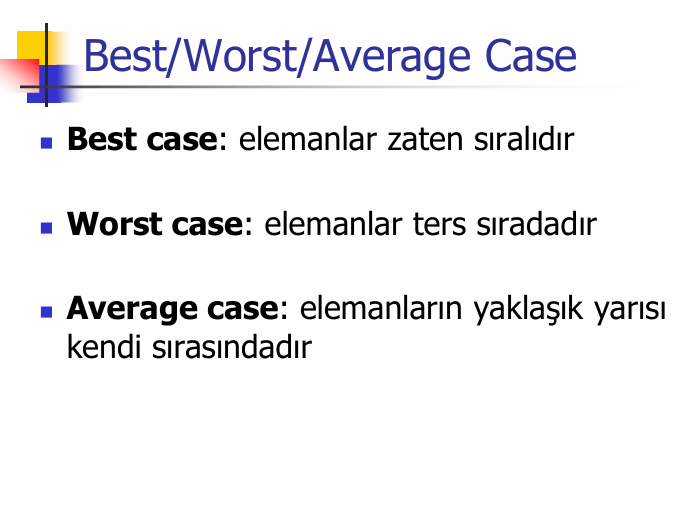 Best/Worst/Average Case
Best case: elemanlar zaten sıralıdır
Worst case: elemanlar ters sıradadır
Average case: elemanların yaklaşık yarısı
kendi sırasındadır